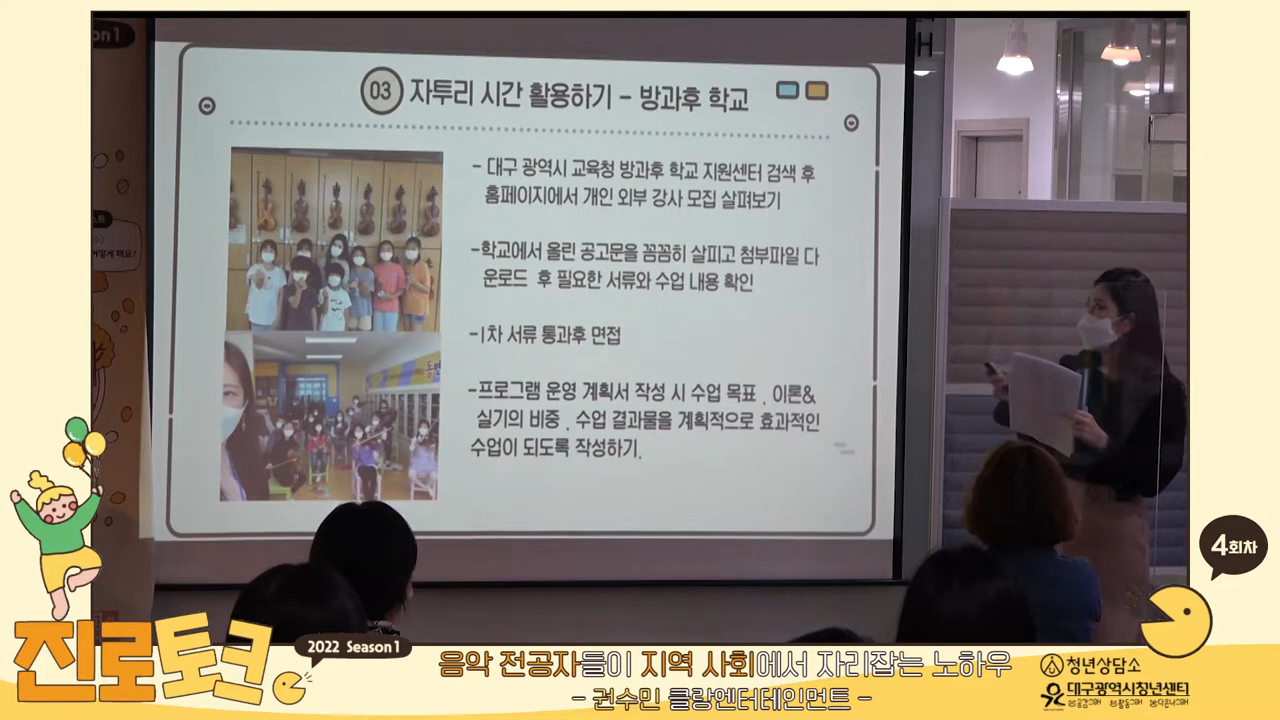 on1
H
03 자투리 시간 활용하기 - 방과후 학교
- 대구 광역시 교육청 방과후 학교 지원센터 검색 후
홈페이지에서 개인 외부 강사 모집 살펴보기
-학교에서 올린 공고문을 꼼꼼히 살피고 첨부파일 다
운로드 후 필요한 서류와 수업 내용 확인
-1차 서류 통과후 면접
-프로그램 운영 계획서 작성 시 수업 목표 , 이론&
실기의 비중 , 수업 결과물을 계획적으로 효과적인
수업이 되도록 작성하기.
4회차
진로토크
2022 Season1
음악 전공자들이 지역 사회에서 자리잡는 노하우
- 권수민 클랑엔터테인먼트 -
청년상담소
대구광역시청년센터